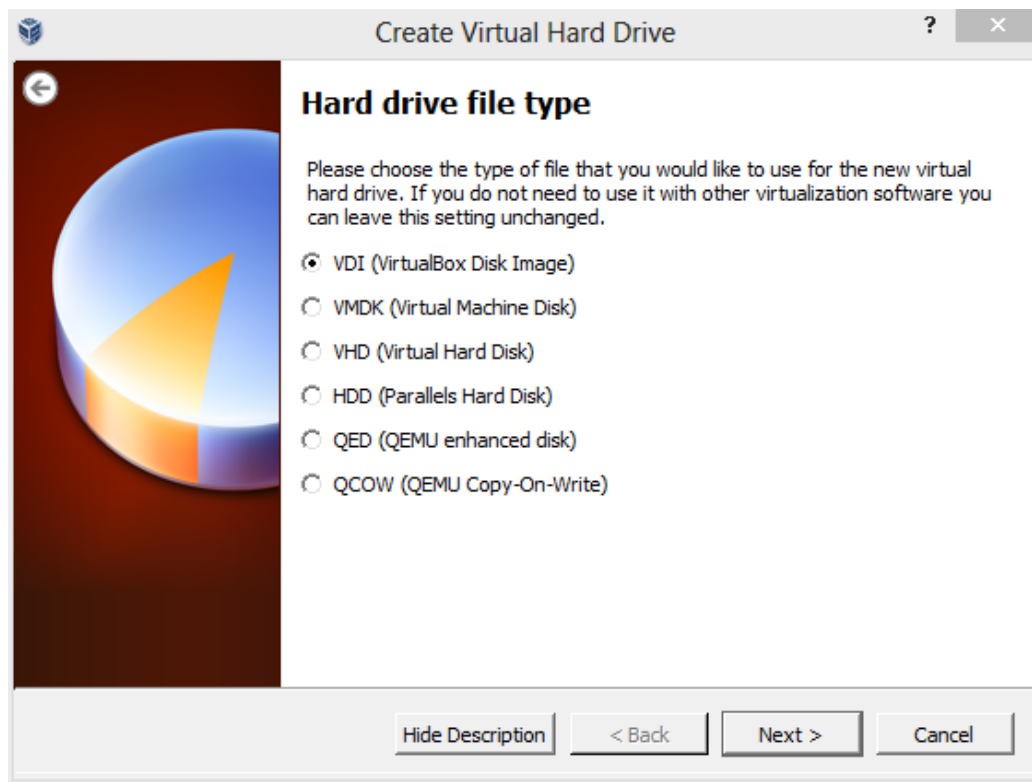 Create Virtual Hard Drive
?
Hard drive file type
Please choose the type of file that you would like to use for the new virtual
hard drive. If you do not need to use it with other virtualization software you
can leave this setting unchanged.
VDI (VirtualBox Disk Image)
VMDK (Virtual Machine Disk)
VHD (Virtual Hard Disk)
HDD (Parallels Hard Disk)
QED (QEMU enhanced disk)
QCOW (QEMU Copy-On-Write)
Hide Description
< Back
Next >
Cancel